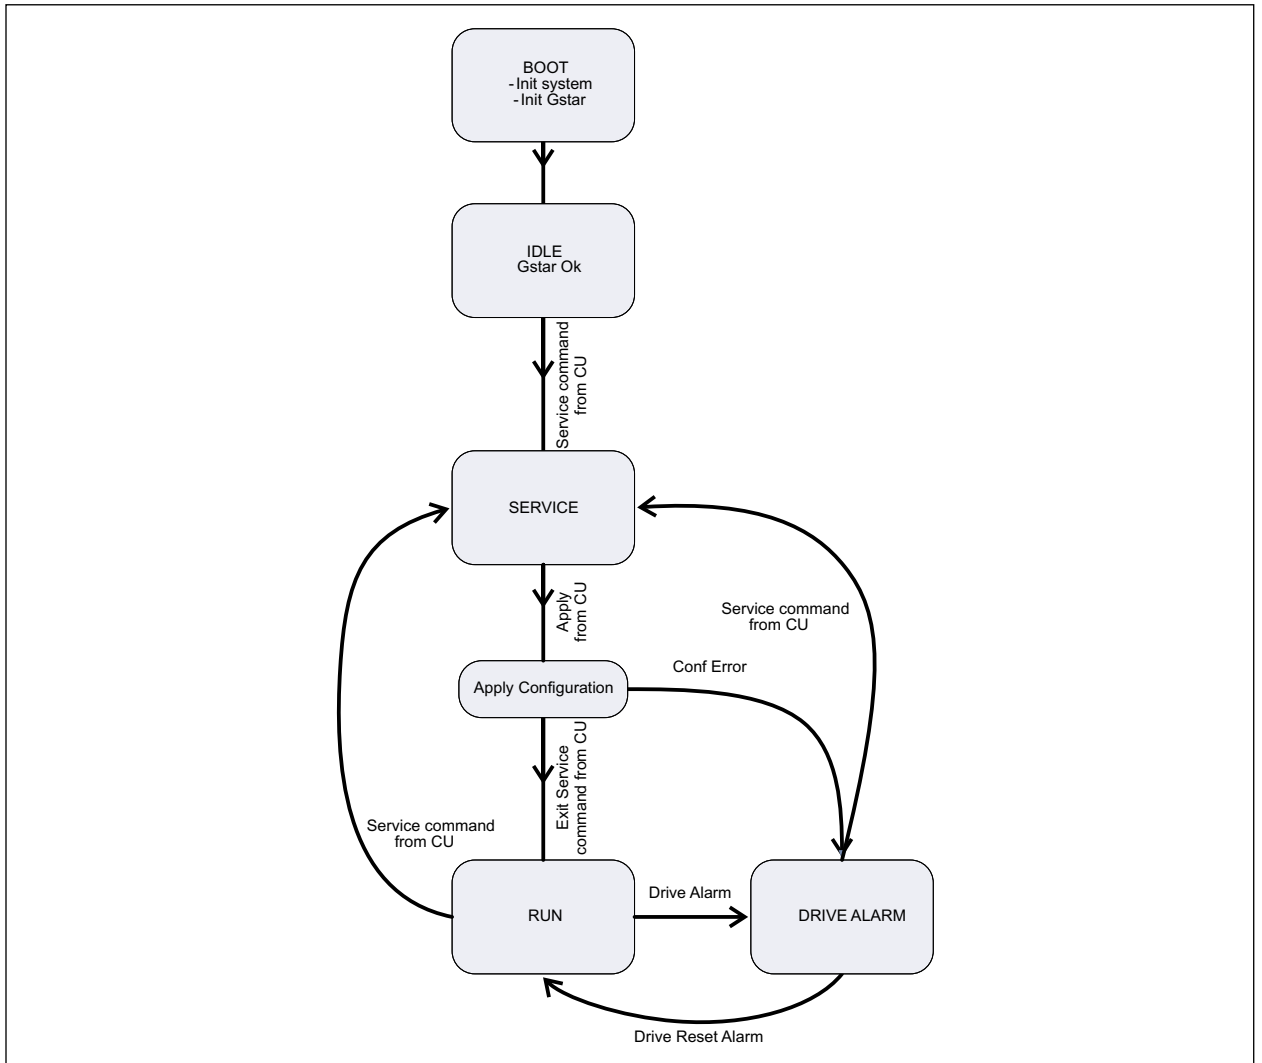 BOOT
-Init system
-Init Gstar
IDLE
Gstar Ok
Service command
from CU
SERVICE
Apply
from CU
Service command
from CU
Conf Error
Apply Configuration
Exit Service
command from CU
Service command
from CU
Drive Alarm
RUN
DRIVE ALARM
Drive Reset Alarm